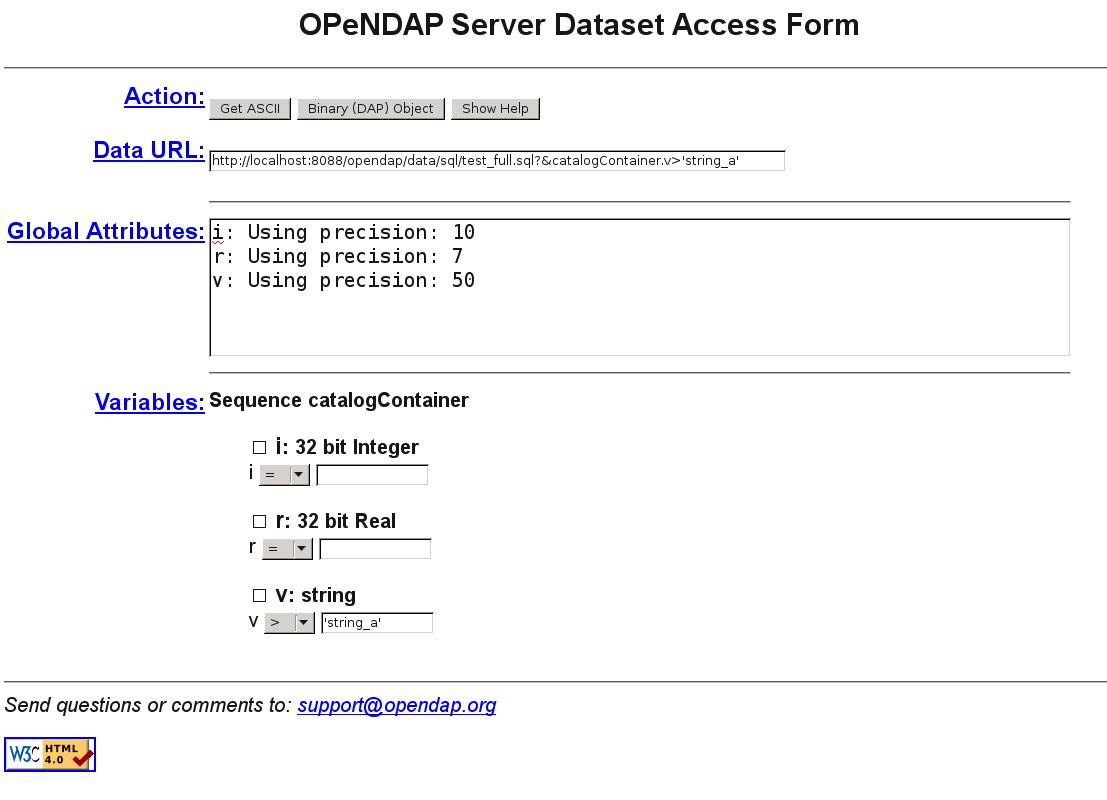 OPeNDAP Server Dataset Access Form
Action: Get ASCII Binary (DAP) Object Show Help
Data URL: http://localhost:8088/opendap/data/sql/test_full.sql?&catalogContainer.v>'string_a'
Global Attributes: i: Using precision: 10
r: Using precision: 7
v: Using precision: 50
Variables: Sequence catalogContainer
i: 32 bit Integer
i =
r: 32 bit Real
r =
v: string
v > 'string_a'
Send questions or comments to: support@opendap.org
W3C HTML 4.0